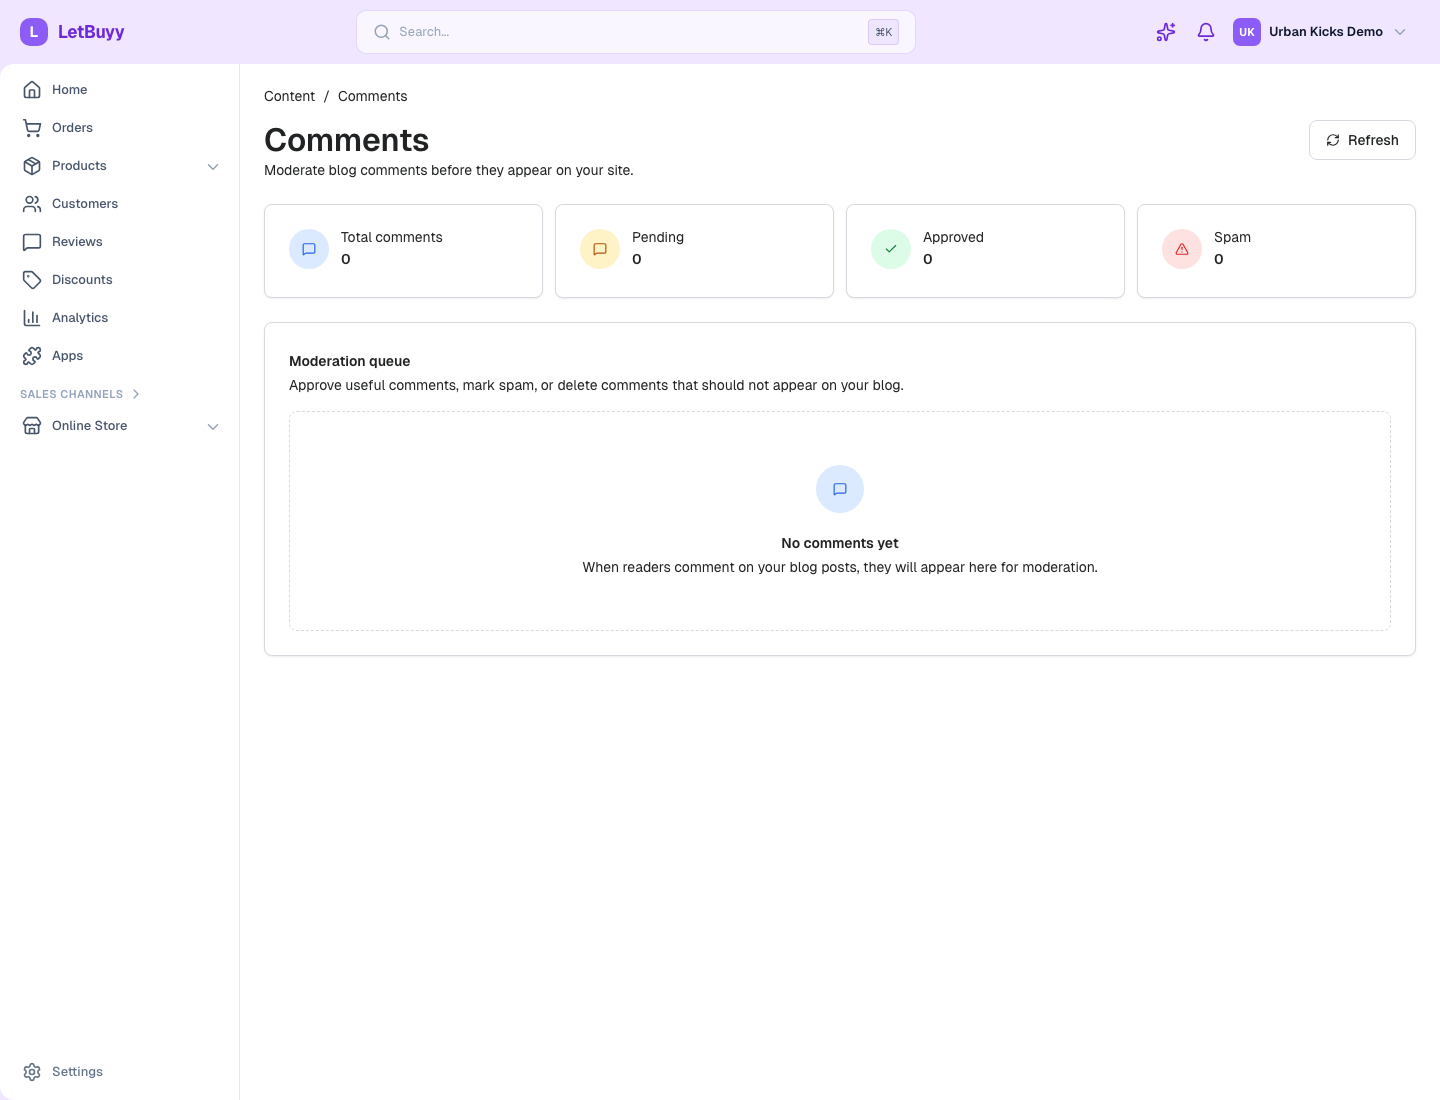 L LetBuyy
Search...
⌘K
UK Urban Kicks Demo
Home
Orders
Products
Customers
Reviews
Discounts
Analytics
Apps
SALES CHANNELS
Online Store
Settings
Content / Comments
Comments
Refresh
Moderate blog comments before they appear on your site.
Total comments
0
Pending
0
Approved
0
Spam
0
Moderation queue
Approve useful comments, mark spam, or delete comments that should not appear on your blog.
No comments yet
When readers comment on your blog posts, they will appear here for moderation.